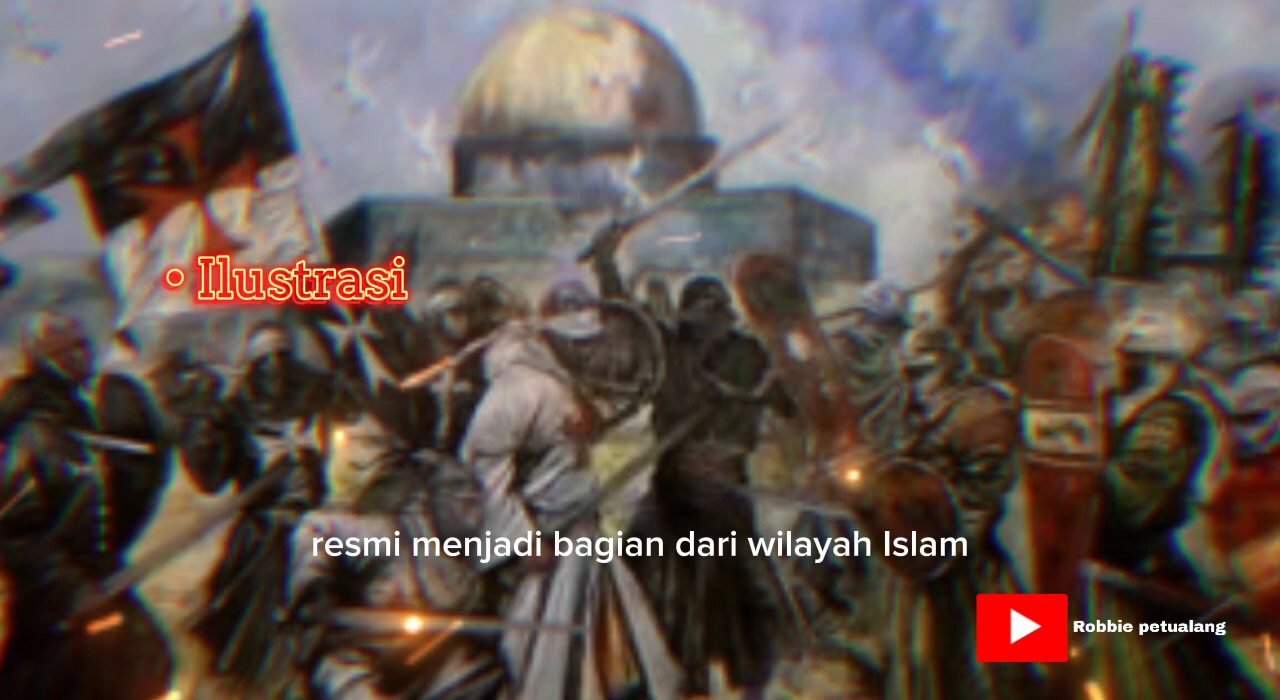 • Ilustrasi
resmi menjadi bagian dari wilayah Islam
Robbie petualang